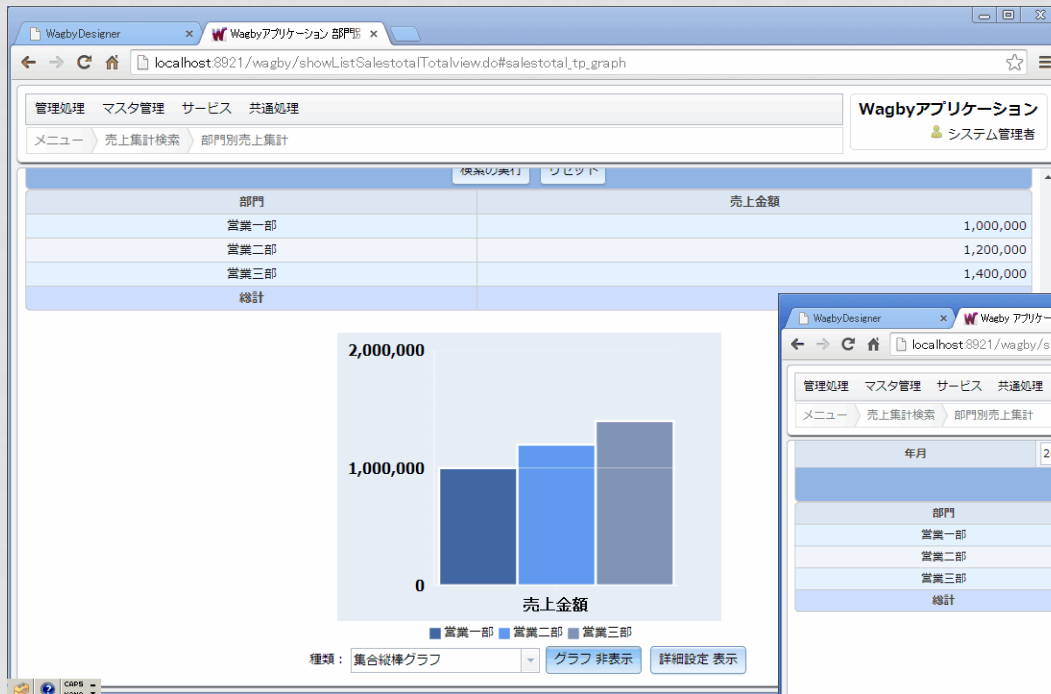 WagbyDesigner × Wagbyアプリケーション 部門別 ×
localhost:8921/wagby/showListSalestotalTotalview.do#salestotal_tp_graph
管理処理 マスタ管理 サービス 共通処理
Wagbyアプリケーション
システム管理者
メニュー 売上集計検索 部門別売上集計
検索の実行 リセット
部門 売上金額
営業一部 1,000,000
営業二部 1,200,000
営業三部 1,400,000
総計
2,000,000
1,000,000
0
売上金額
営業一部 営業二部 営業三部
種類： 集合縦棒グラフ グラフ 非表示 詳細設定 表示
WagbyDesigner × Wagby アプリケー
localhost:8921/wagby/s
管理処理 マスタ管理 サービス 共通処理
メニュー 売上集計検索 部門別売上集計
年月 2
部門
営業一部
営業二部
営業三部
総計
CAPS